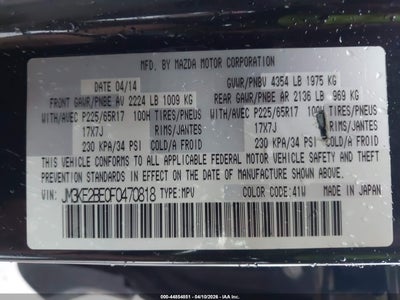 MFD. BY MAZDA MOTOR CORPORATION
DATE 04/14 GVWR/PNBV 4354 LB 1975 KG
FRONT GAWR/PNBE AV 2224 LB 1009 KG REAR GAWR/PNBE AR 2136 LB 969 KG
WITH/AVEC P225/65R17 100H TIRES/PNEUS WITH/AVEC P225/65R17 100H TIRES/PNEUS
17X7J RIMS/JANTES 17X7J RIMS/JANTES
230 KPA/34 PSI COLD/A FROID 230 KPA/34 PSI COLD/A FROID
THIS VEHICLE CONFORMS TO ALL APPLICABLE FEDERAL MOTOR VEHICLE SAFETY, BUMPER, AND
THEFT PREVENTION STANDARDS IN EFFECT ON THE DATE OF MANUFACTURE SHOWN ABOVE.
VIN: JM3KE2BE0F0470818 TYPE: MPV COLOR CODE: 41W MADE IN JAPAN
000-44854851 - 04/10/2026 - www.iaai.com